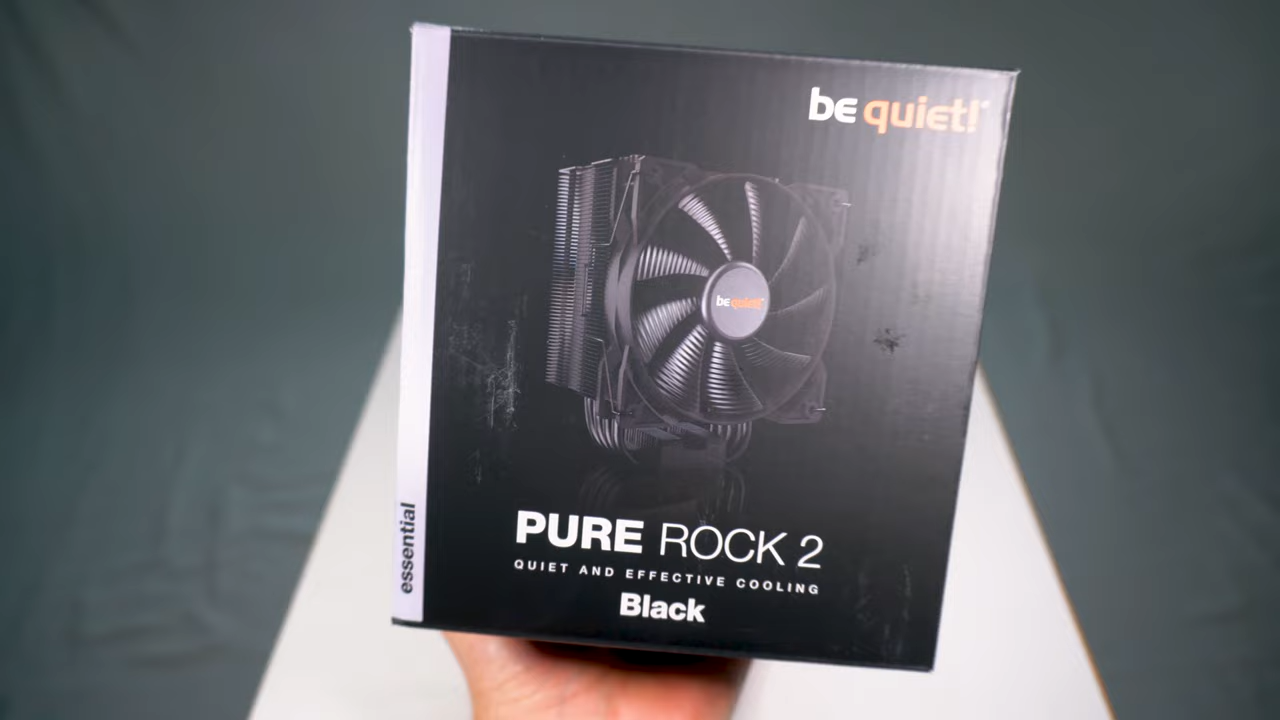 be quiet!
be quiet!
PURE ROCK 2
QUIET AND EFFECTIVE COOLING
Black
essential